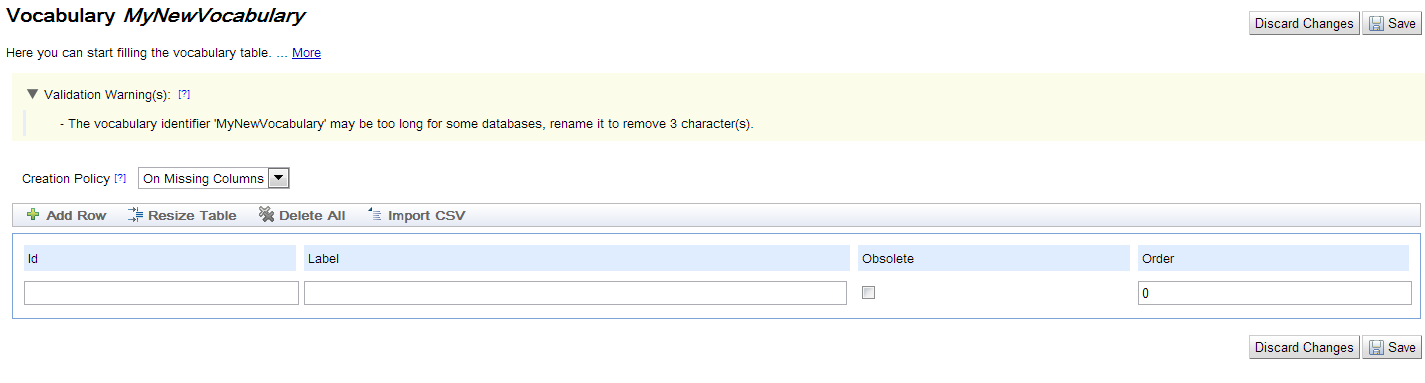 Vocabulary MyNewVocabulary
Discard Changes Save
Here you can start filling the vocabulary table. ... More
Validation Warning(s): [?]
- The vocabulary identifier 'MyNewVocabulary' may be too long for some databases, rename it to remove 3 character(s).
Creation Policy [?] On Missing Columns
Add Row Resize Table Delete All Import CSV
Id Label Obsolete Order
0
Discard Changes Save